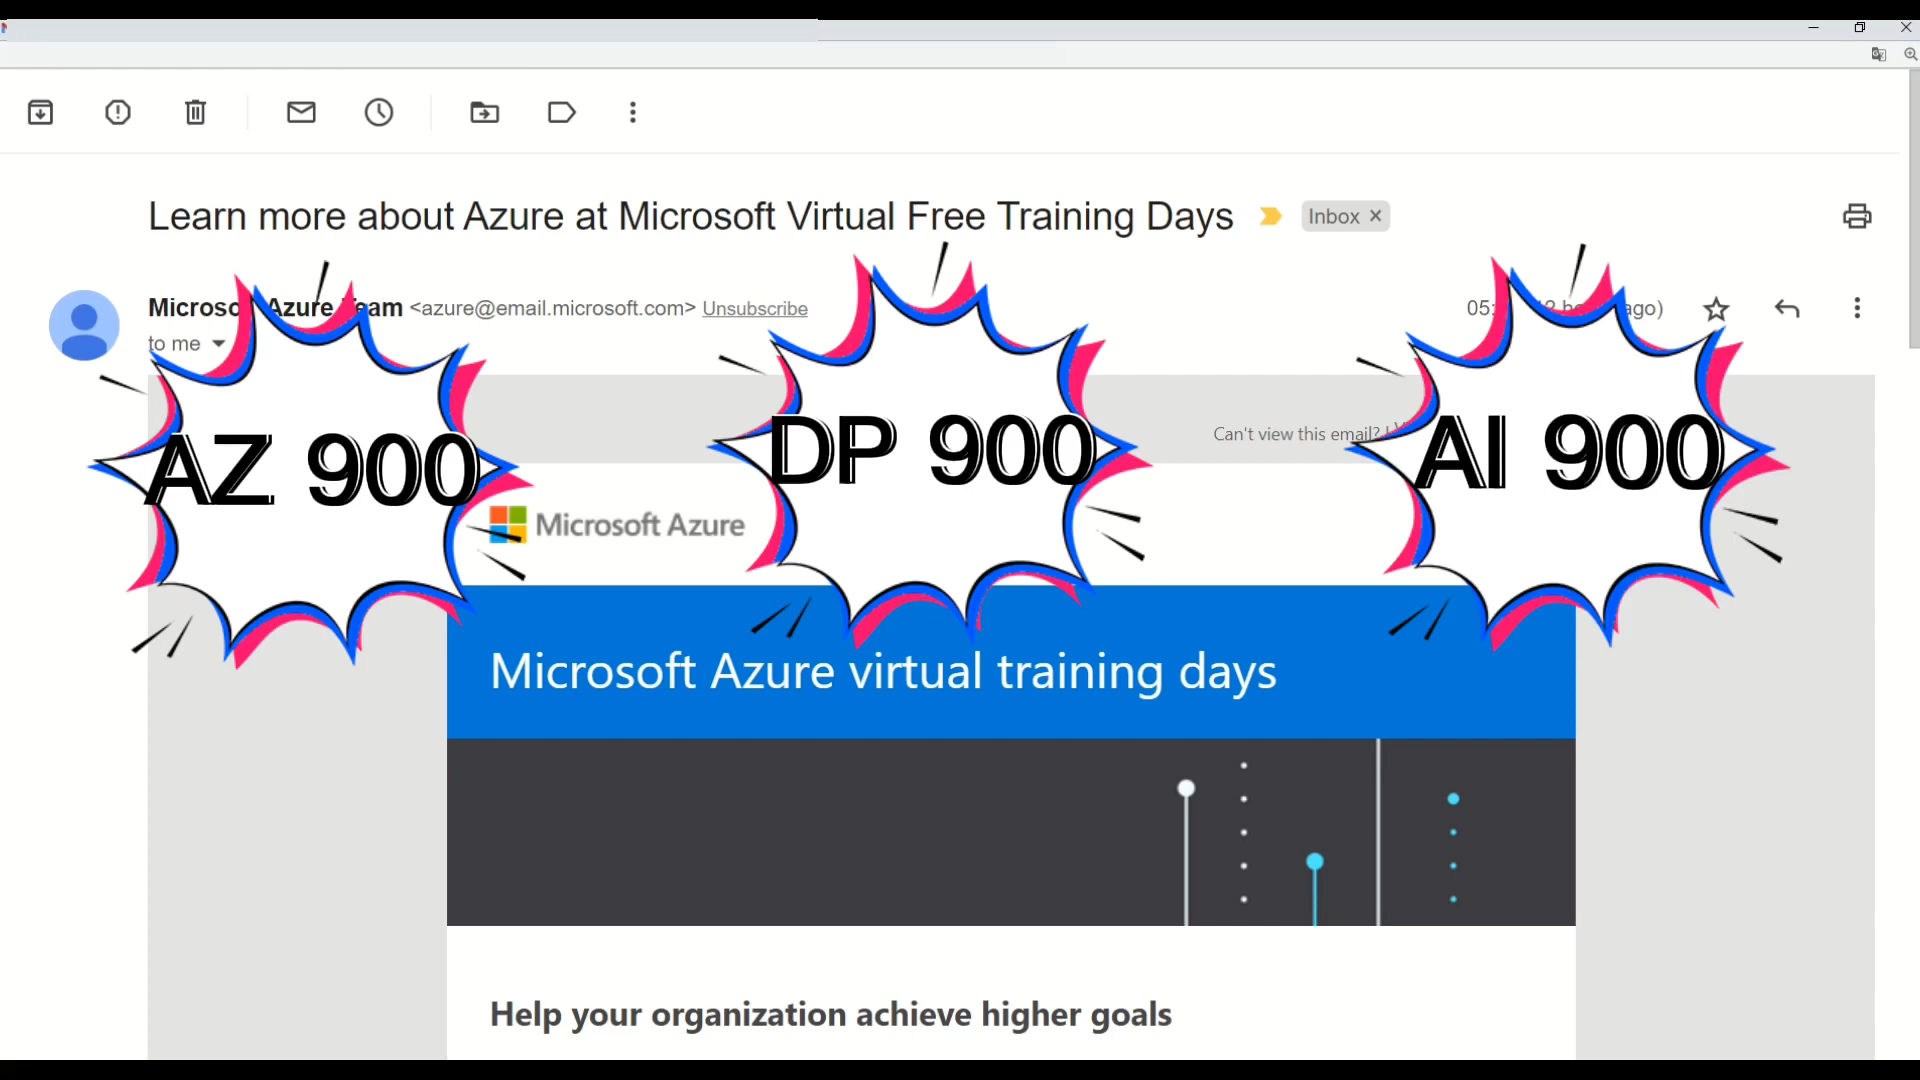 Learn more about Azure at Microsoft Virtual Free Training Days Inbox ×
Azure <azure@email.microsoft.com> Unsubscribe
to me
Can't view this email?
AZ 900
DP 900
AI 900
Microsoft Azure
Microsoft Azure virtual training days
Help your organization achieve higher goals